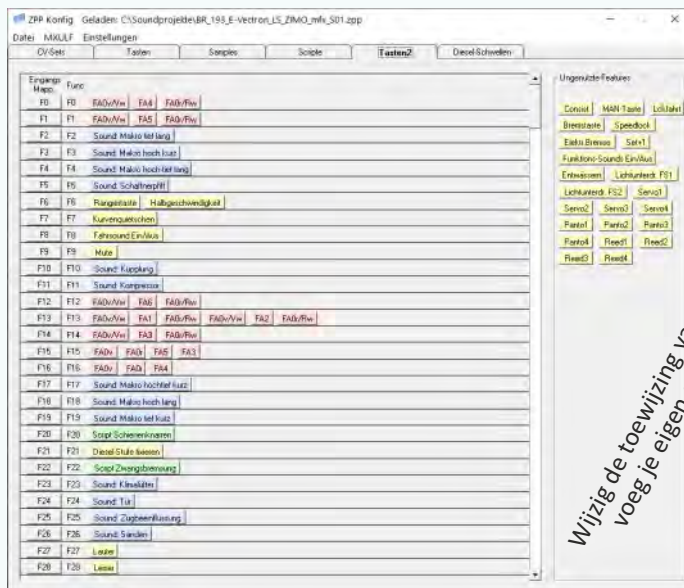 ZPP Konfig Geladen: C:\Soundprojekte\BR_193_E-Vectron_LS_ZIMO_mfx_S01.zpp
Datei MXULF Einstellungen
CV-Sets Tasten Samples Scripte Tasten2 Diesel-Schwellen
Eingangs Mapp. Func
F0 F0 FA0v/Vw FA4 FA0r/Rw
F1 F1 FA0v/Vw FA5 FA0r/Rw
F2 F2 Sound: Makro tief lang
F3 F3 Sound: Makro hoch kurz
F4 F4 Sound: Makro hoch-tief lang
F5 F5 Sound: Schaffnerpfiff
F6 F6 Rangiertaste Halbgeschwindigkeit
F7 F7 Kurvenquietschen
F8 F8 Fahrsound Ein/Aus
F9 F9 Mute
F10 F10 Sound: Kupplung
F11 F11 Sound: Kompressor
F12 F12 FA0v/Vw FA6 FA0r/Rw
F13 F13 FA0v/Vw FA1 FA0r/Rw FA0v/Vw FA2 FA0r/Rw
F14 F14 FA0v/Vw FA3 FA0r/Rw
F15 F15 FA0v FA0r FA5 FA3
F16 F16 FA0v FA0r FA4
F17 F17 Sound: Makro hochtief kurz
F18 F18 Sound: Makro hoch lang
F19 F19 Sound: Makro tief kurz
F20 F20 Script Schienenknarren
F21 F21 Diesel-Stufe fixieren
F22 F22 Script Zwangsbremsung
F23 F23 Sound: Klimalüfter
F24 F24 Sound: Tür
F25 F25 Sound: Zugbeeinflussung
F26 F26 Sound: Sanden
F27 F27 Lauter
F28 F28 Leiser
Ungenutzte Features
Consist MAN-Taste Lokfahrt
Bremstaste Speedlock
Elektr.Bremse Set+1
Funktions-Sounds Ein/Aus
Entwässern Lichtunterdr. FS1
Lichtunterdr. FS2 Servo1
Servo2 Servo3 Servo4
Panto1 Panto2 Panto3
Panto4 Reed1 Reed2
Reed3 Reed4
Wijzig de toewijzing va
voeg je eigen